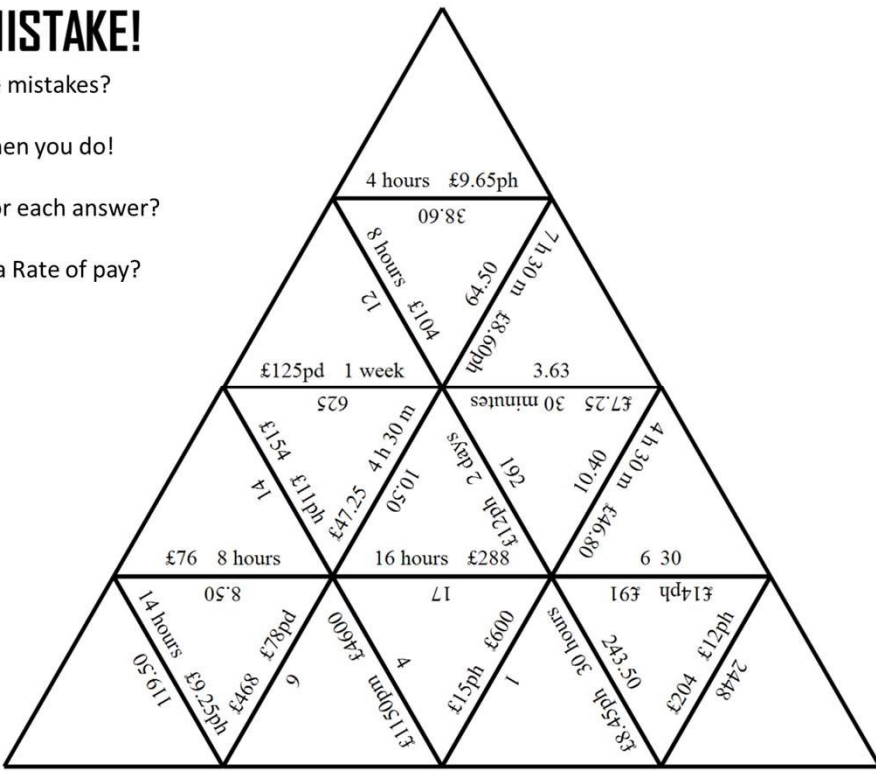 MISTAKE!
mistakes?
you do!
each answer?
a Rate of pay?
4 hours £9.65ph
38.60
8 hours £104
12
64.50
7 h 30 m £8.60ph
£125pd 1 week
625
3.63
£7.25 30 minutes
£154 £11ph
14
£47.25 4 h 30 m
10.50
£12ph 2 days
192
10.40
4 h 30 m £46.80
£76 8 hours
8.50
16 hours £288
17
6 30
£14ph £91
14 hours £9.25ph
119.50
£468 £78pd
6
£1150pm £4600
4
£15ph £600
1
£8.45ph 30 hours
243.50
£204 £12ph
2448